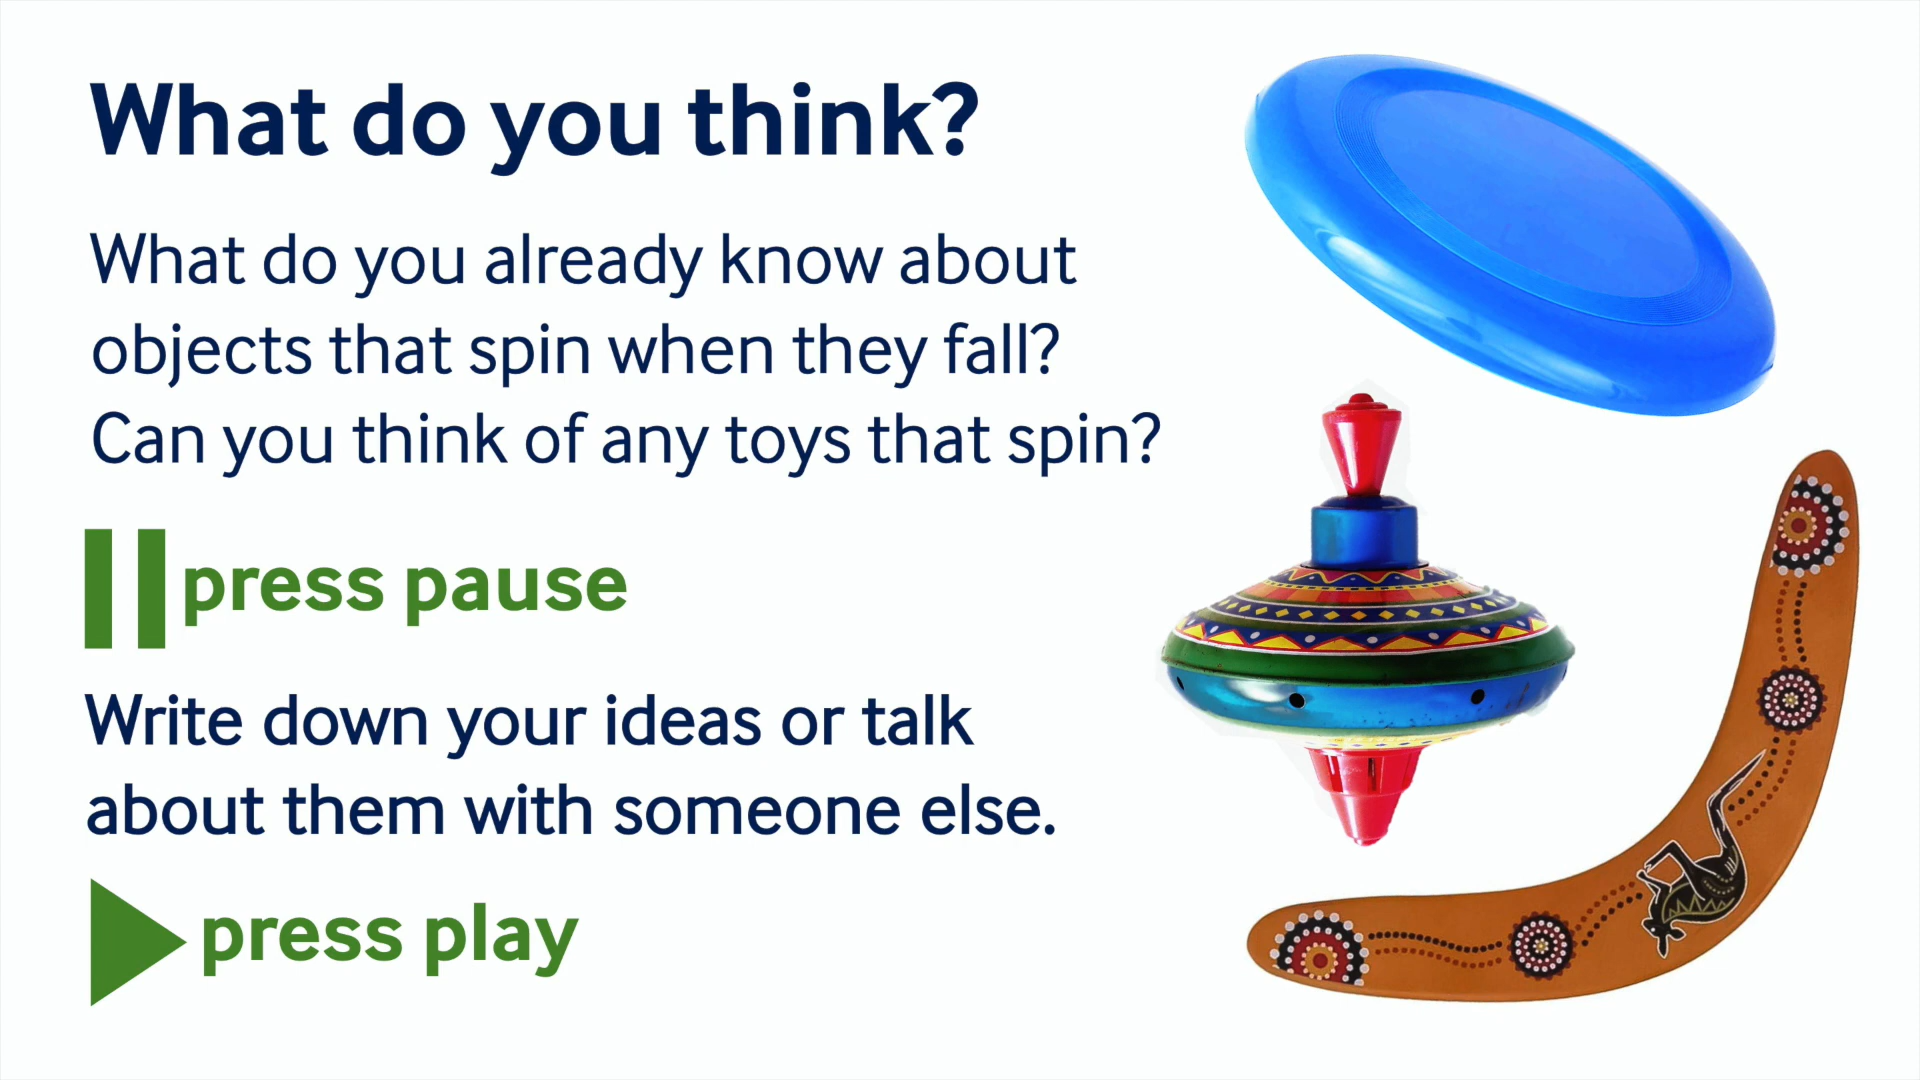 What do you think?
What do you already know about
objects that spin when they fall?
Can you think of any toys that spin?
press pause
Write down your ideas or talk
about them with someone else.
press play